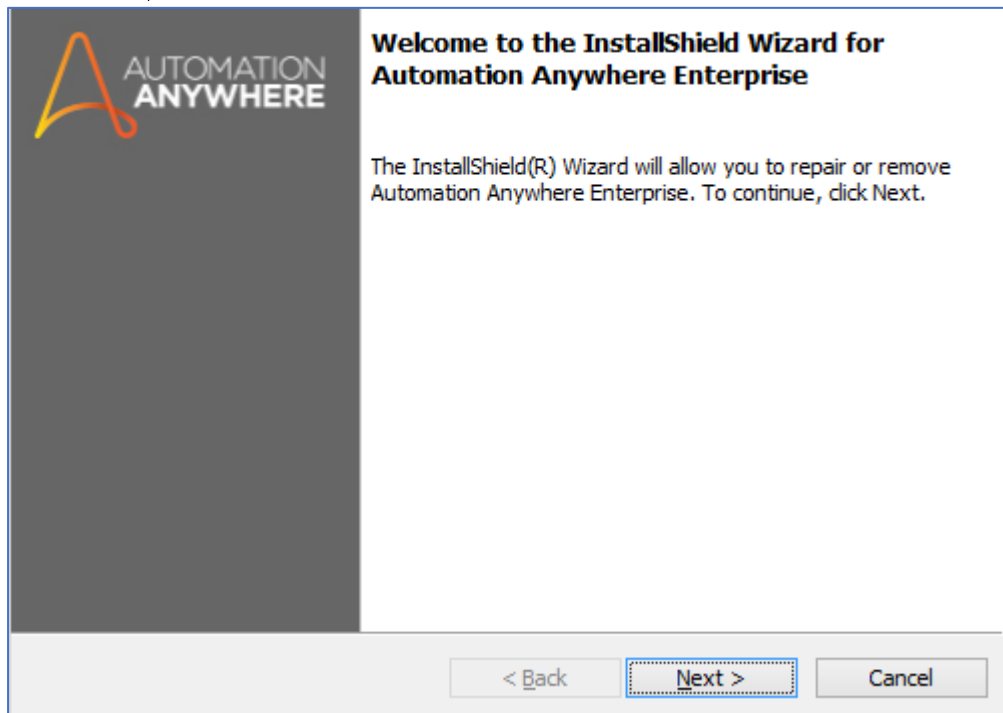 AUTOMATION
ANYWHERE
Welcome to the InstallShield Wizard for
Automation Anywhere Enterprise
The InstallShield(R) Wizard will allow you to repair or remove
Automation Anywhere Enterprise. To continue, click Next.
< Back Next > Cancel